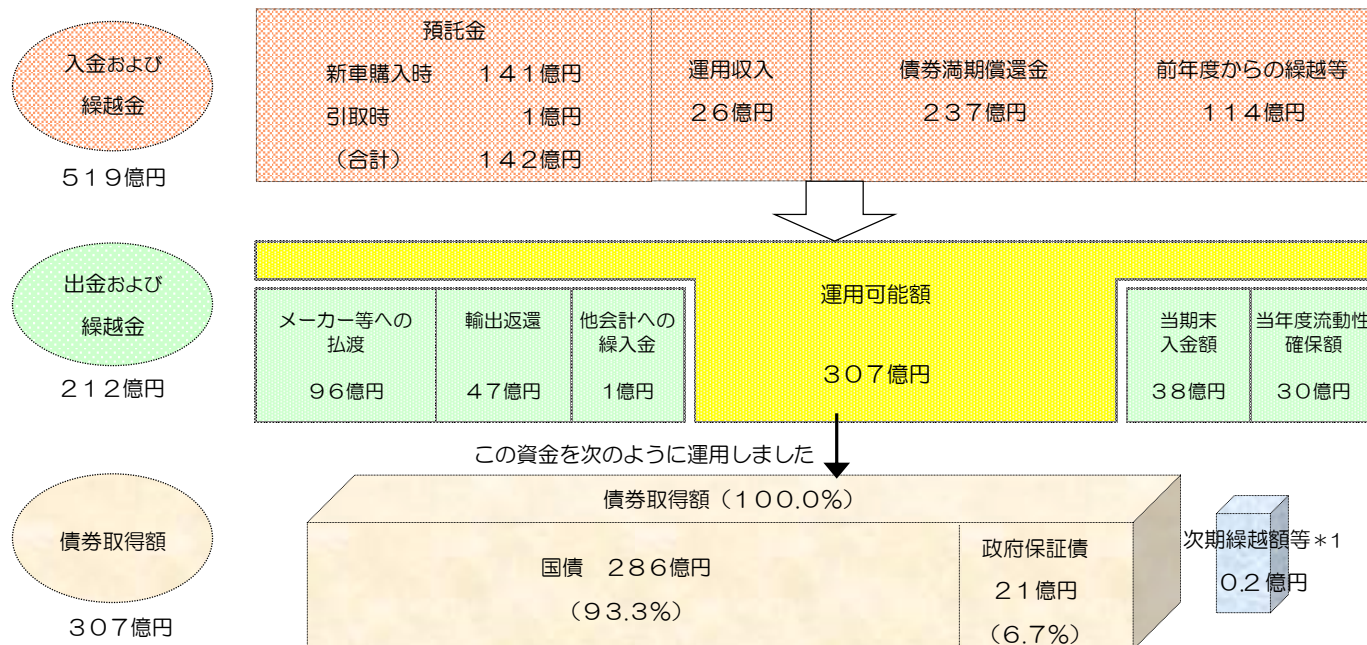 入金および
繰越金
519億円
預託金
新車購入時　141億円
引取時　1億円
(合計)　142億円
運用収入
26億円
債券満期償還金
237億円
前年度からの繰越等
114億円
出金および
繰越金
212億円
メーカー等への
払渡
96億円
輸出返還
47億円
他会計への
繰入金
1億円
運用可能額
307億円
当期末
入金額
38億円
当年度流動性
確保額
30億円
この資金を次のように運用しました
債券取得額
307億円
債券取得額(100.0%)
国債　286億円
(93.3%)
政府保証債
21億円
(6.7%)
次期繰越額等*1
0.2億円